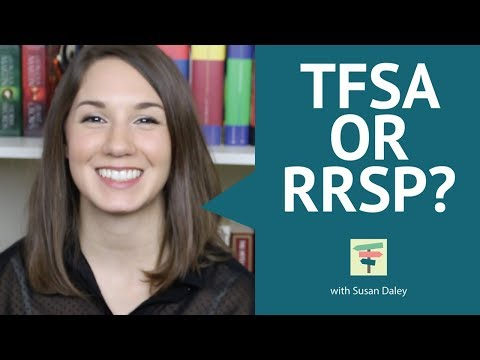 TFSA
OR
RRSP?
with Susan Daley